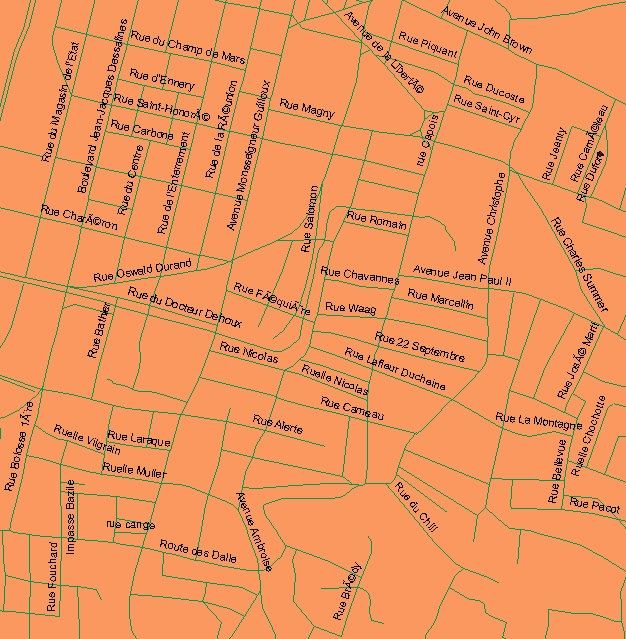 Avenue John Brown
Avenue de la LibertÃ©
Rue Piquant
Rue du Champ de Mars
Rue du Magasin de l'Etat
Boulevard Jean-Jacques Dessalines
Rue d'Ennery
Rue Ducoste
Rue Saint-HonorÃ©
Rue Saint-Cyr
Rue Magny
Rue de la RÃ©union
Avenue Monseigneur Guilloux
Rue Carbone
rue Capois
Rue Jeanty
Rue CamÃ©leau
Rue Dufort
Rue du Centre
Rue de l'Enterrement
Rue CharÃ©ron
Rue Salomon
Rue Romain
Avenue Christophe
Rue Charles Sumner
Rue Oswald Durand
Rue Chavannes
Avenue Jean Paul II
Rue du Docteur Dehoux
Rue FÃ©quiÃ¨re
Rue Waag
Rue Marcelin
Rue Bathier
Rue Nicolas
Rue 22 Septembre
Rue Lafleur Duchaine
Rue JosÃ© Marti
Ruelle Nicolas
Rue Carneau
Rue Alerte
Rue La Montagne
Ruelle Chochotte
Rue Bolosse 1Ã¨re
Ruelle Vilgrain
Rue Laraque
Ruelle Muller
Rue Bellevue
Rue Pacot
Impasse Bazile
rue cange
Avenue Ambroise
Rue du Chili
Route des Dalle
Rue Fouchard
Rue BrÃ©cy